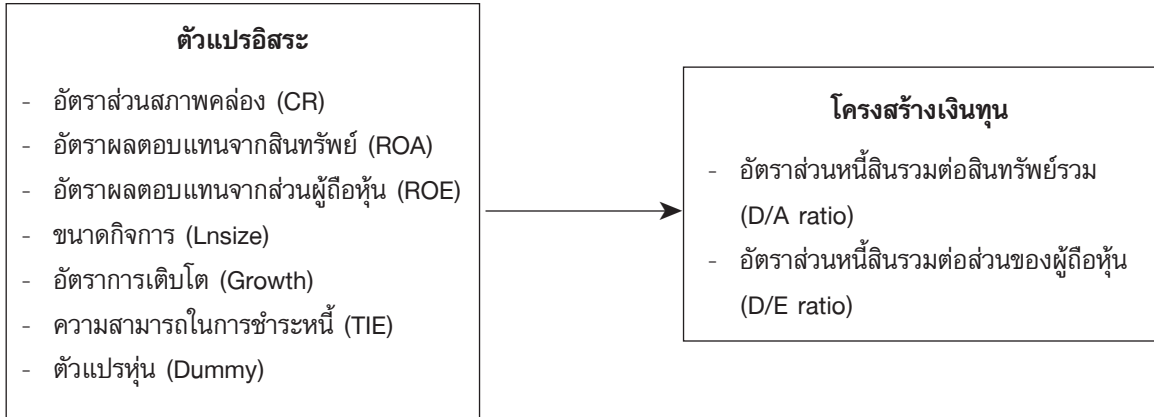 ตัวแปรอิสระ
- อัตราส่วนสภาพคล่อง (CR)
- อัตราผลตอบแทนจากสินทรัพย์ (ROA)
- อัตราผลตอบแทนจากส่วนผู้ถือหุ้น (ROE)
- ขนาดกิจการ (Lnsize)
- อัตราการเติบโต (Growth)
- ความสามารถในการชำระหนี้ (TIE)
- ตัวแปรหุ่น (Dummy)
โครงสร้างเงินทุน
- อัตราส่วนหนี้สินรวมต่อสินทรัพย์รวม
(D/A ratio)
- อัตราส่วนหนี้สินรวมต่อส่วนของผู้ถือหุ้น
(D/E ratio)